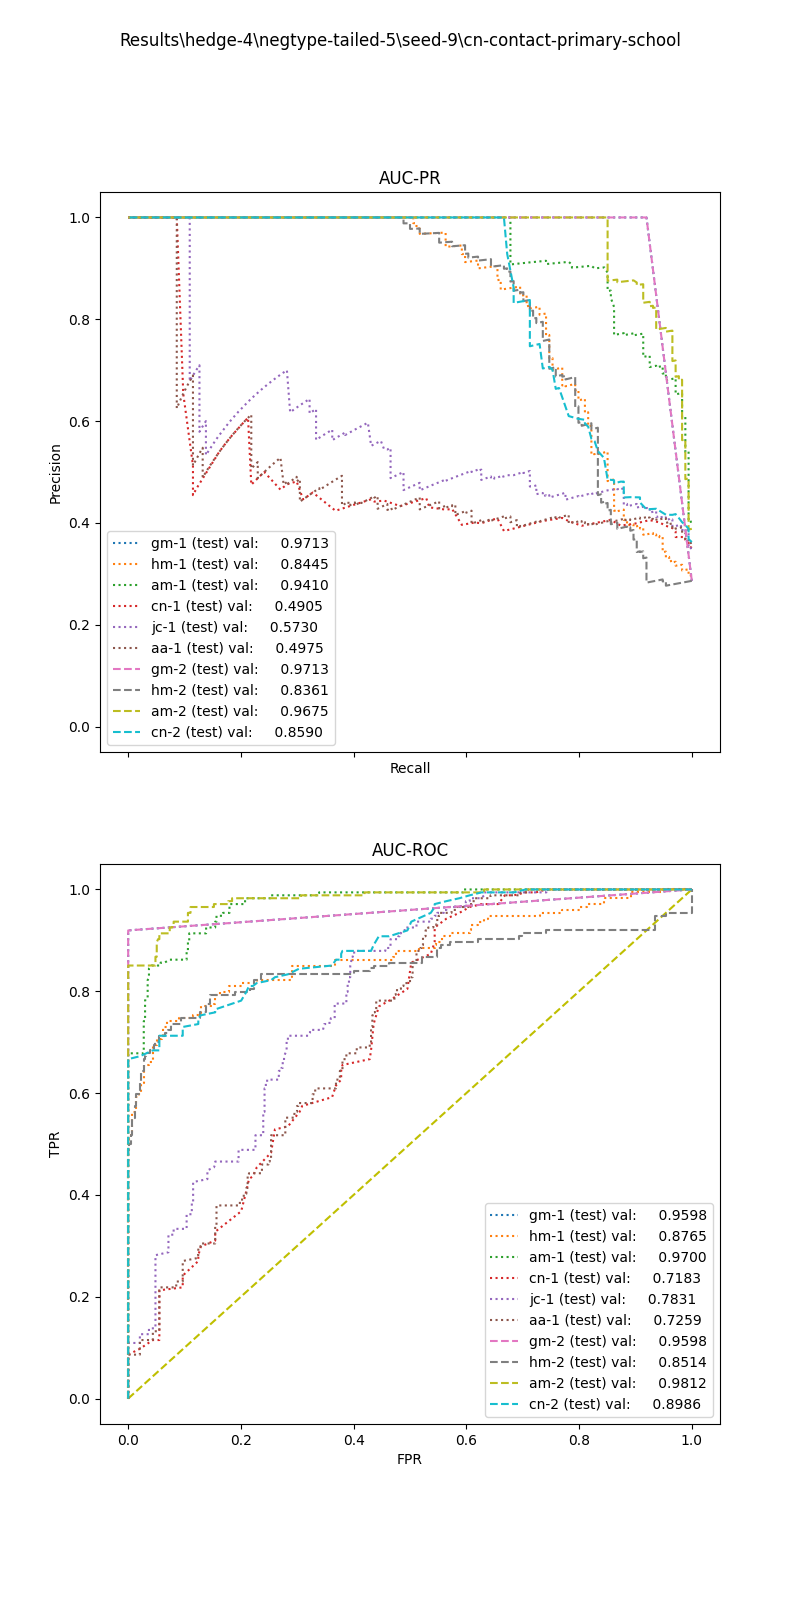 Results\hedge-4\negtype-tailed-5\seed-9\cn-contact-primary-school
AUC-PR
1.0
0.8
0.6
0.4
0.2
0.0
Precision
gm-1 (test) val: 0.9713
hm-1 (test) val: 0.8445
am-1 (test) val: 0.9410
cn-1 (test) val: 0.4905
jc-1 (test) val: 0.5730
aa-1 (test) val: 0.4975
gm-2 (test) val: 0.9713
hm-2 (test) val: 0.8361
am-2 (test) val: 0.9675
cn-2 (test) val: 0.8590
Recall
AUC-ROC
1.0
0.8
0.6
0.4
0.2
0.0
TPR
gm-1 (test) val: 0.9598
hm-1 (test) val: 0.8765
am-1 (test) val: 0.9700
cn-1 (test) val: 0.7183
jc-1 (test) val: 0.7831
aa-1 (test) val: 0.7259
gm-2 (test) val: 0.9598
hm-2 (test) val: 0.8514
am-2 (test) val: 0.9812
cn-2 (test) val: 0.8986
0.0 0.2 0.4 0.6 0.8 1.0
FPR